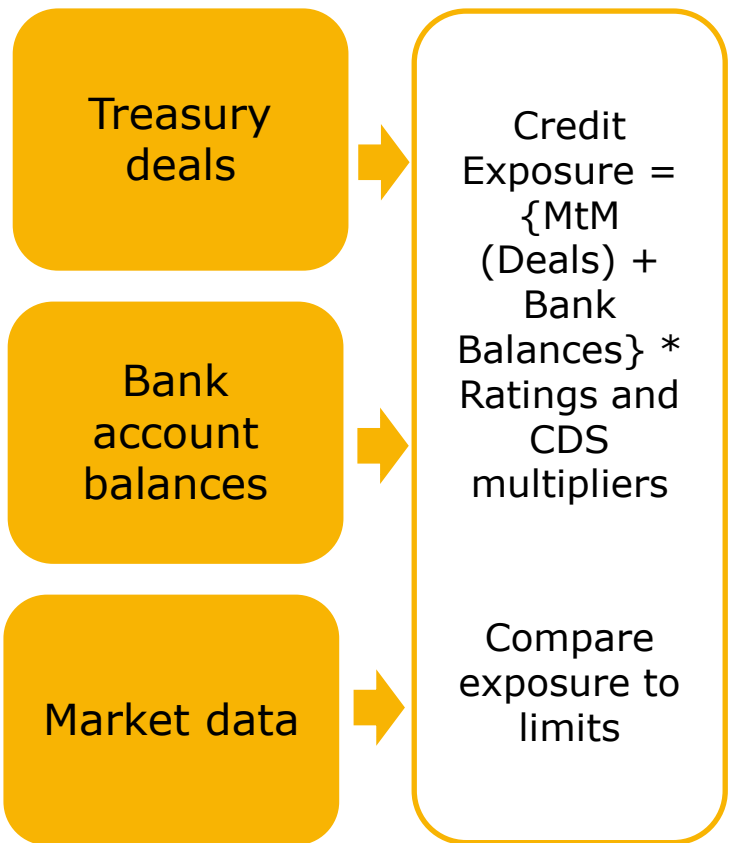 Treasury
deals
Bank
account
balances
Market data
Credit
Exposure =
{MtM
(Deals) +
Bank
Balances} *
Ratings and
CDS
multipliers
Compare
exposure to
limits